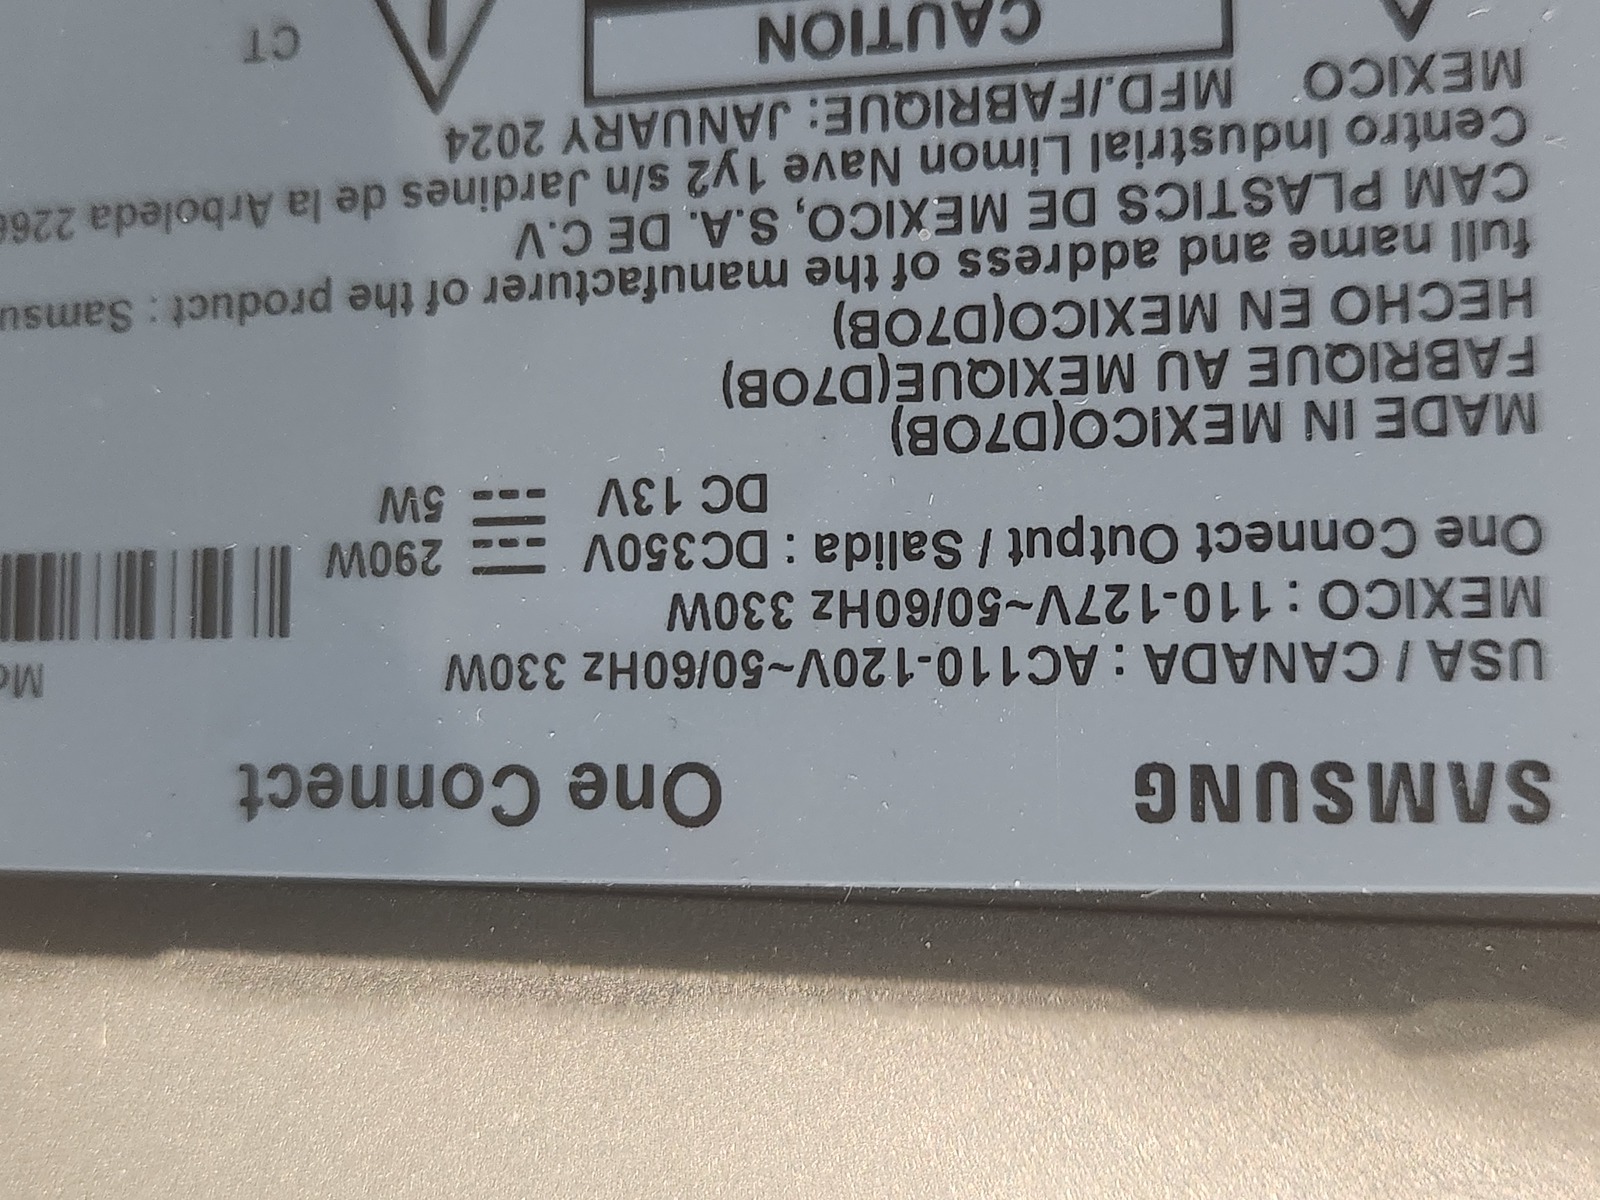 SAMSUNG One Connect
USA / CANADA : AC110-120V~50/60Hz 330W
MEXICO : 110-127V~50/60Hz 330W
One Connect Output / Salida : DC350V 290W
DC 13V 5W
MADE IN MEXICO(D7OB)
FABRIQUE AU MEXIQUE(D7OB)
HECHO EN MEXICO(D7OB)
full name and address of the manufacturer of the product :
CAM PLASTICS DE MEXICO, S.A. DE C.V
Centro Industrial Limon Nave 1y2 s/n Jardines de la Arboleda
MEXICO MFD./FABRIQUE: JANUARY 2024
CAUTION
CT